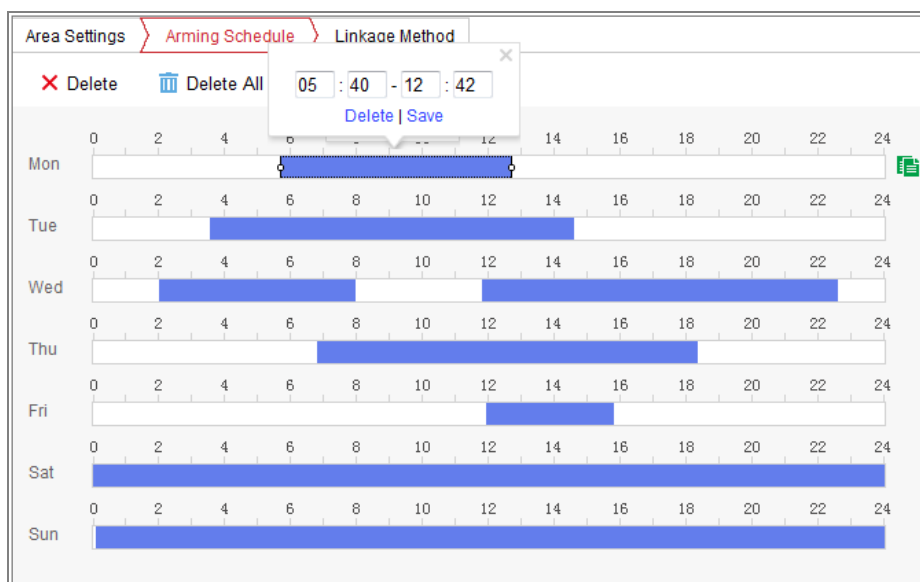 Area Settings Arming Schedule Linkage Method
Delete Delete All
05 : 40 - 12 : 42
Delete | Save
0 2 4 6 10 12 14 16 18 20 22 24
Mon
0 2 4 6 8 10 12 14 16 18 20 22 24
Tue
0 2 4 6 8 10 12 14 16 18 20 22 24
Wed
0 2 4 6 8 10 12 14 16 18 20 22 24
Thu
0 2 4 6 8 10 12 14 16 18 20 22 24
Fri
0 2 4 6 8 10 12 14 16 18 20 22 24
Sat
0 2 4 6 8 10 12 14 16 18 20 22 24
Sun